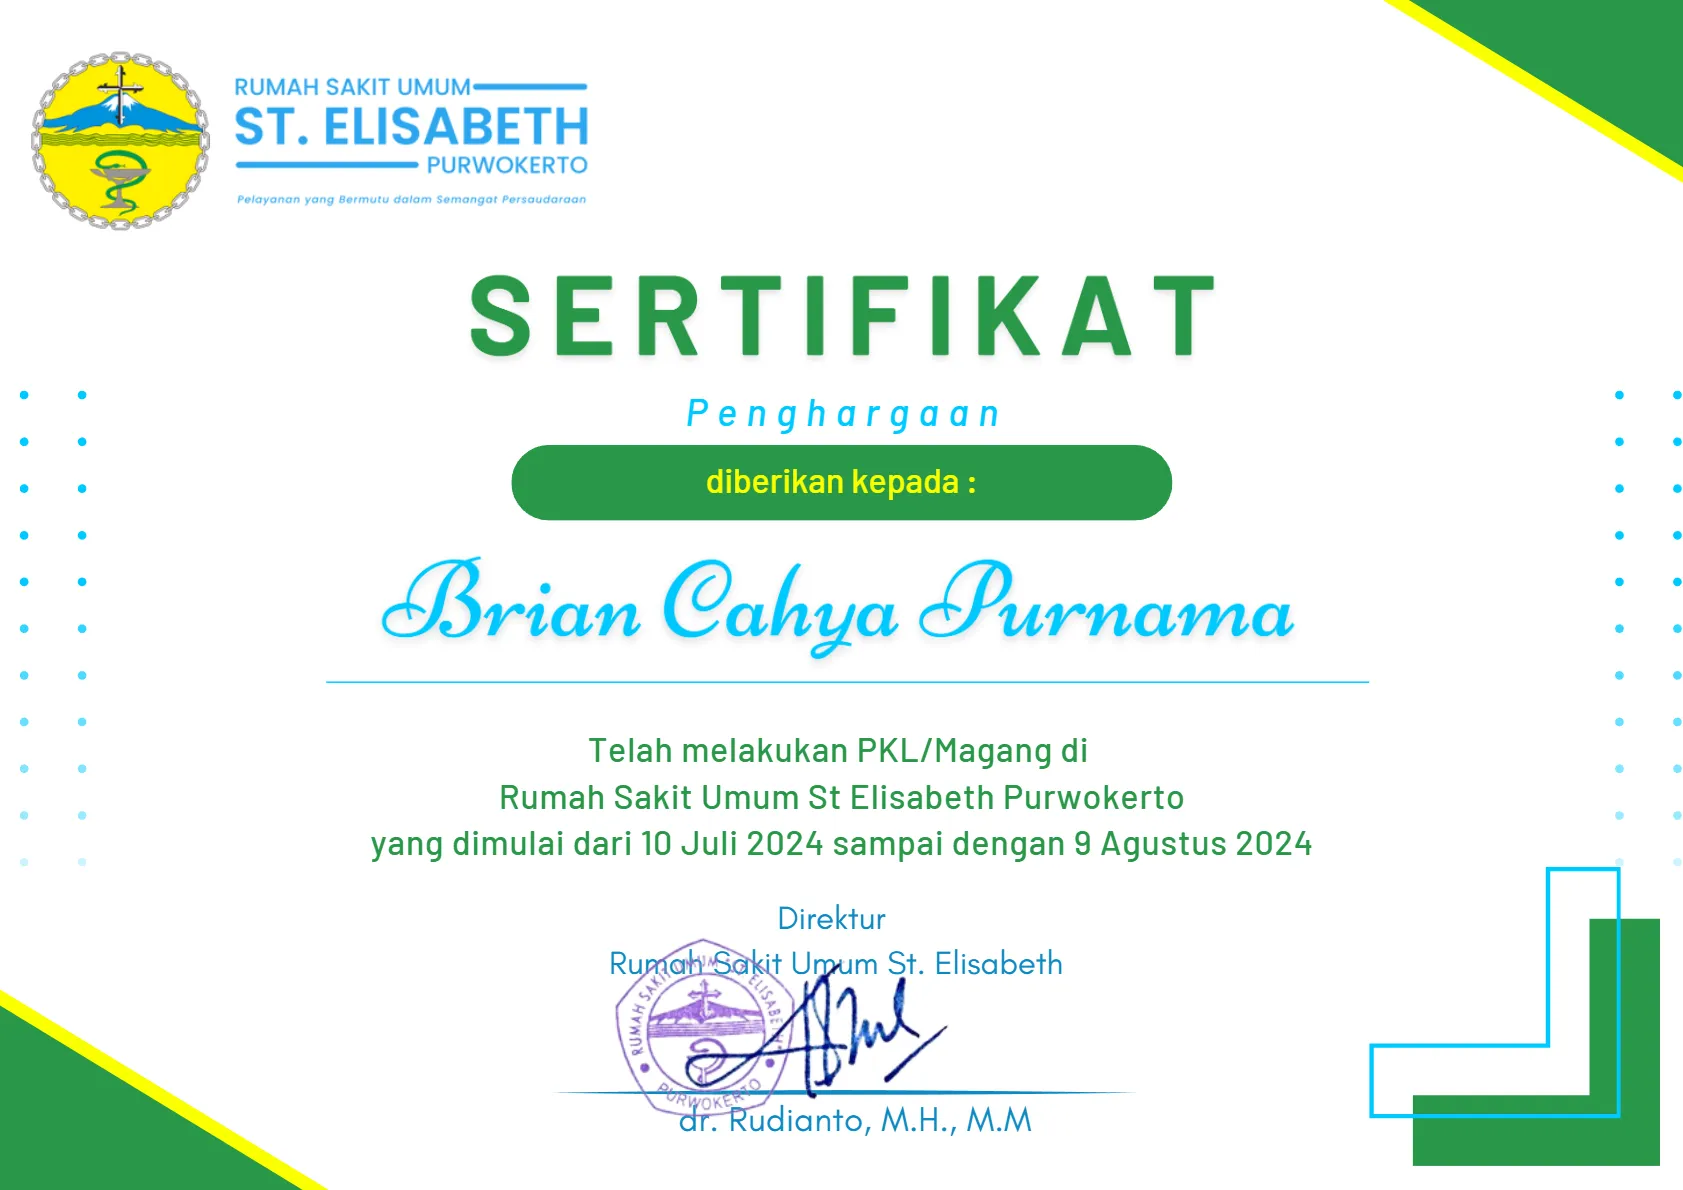 RUMAH SAKIT UMUM
ST. ELISABETH
PURWOKERTO
Pelayanan yang Bermutu dalam Semangat Persaudaraan
SERTIFIKAT
Penghargaan
diberikan kepada :
Brian Cahya Purnama
Telah melakukan PKL/Magang di
Rumah Sakit Umum St Elisabeth Purwokerto
yang dimulai dari 10 Juli 2024 sampai dengan 9 Agustus 2024
Direktur
Rumah Sakit Umum St. Elisabeth
RUMAH SAKIT UMUM ST. ELISABETH
PURWOKERTO
dr. Rudianto, M.H., M.M